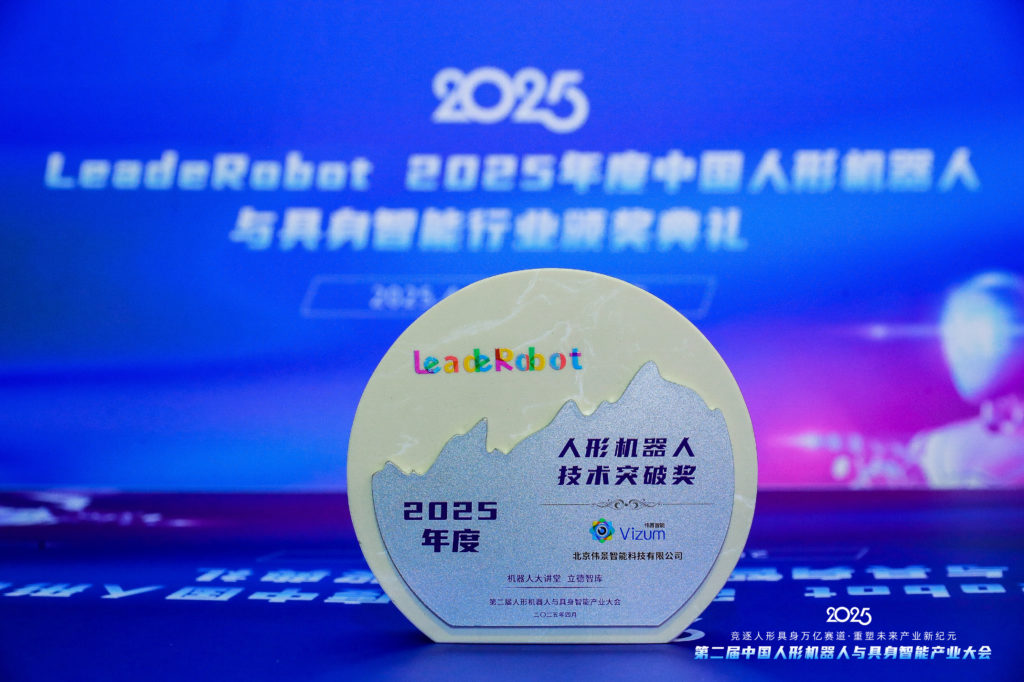 2025
LeadeRobot 2025年度中国人形机器人
与具身智能行业颁奖典礼
2025.
LeadeRobot
人形机器人
技术突破奖
2025
年度
伟景智能
Vizum
北京伟景智能科技有限公司
机器人大讲堂 立德智库
第二届人形机器人与具身智能产业大会
二〇二五年四月
2025
竞逐人形具身万亿赛道·重塑未来产业新纪元
第二届中国人形机器人与具身智能产业大会